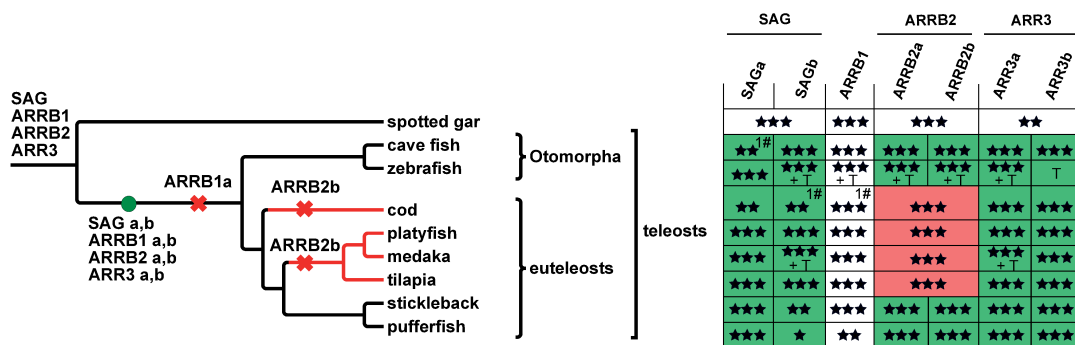 SAG
ARRB1
ARRB2
ARR3
ARRB1a
SAG a,b
ARRB1 a,b
ARRB2 a,b
ARR3 a,b
ARRB2b
ARRB2b
spotted gar
cave fish
zebrafish
cod
platyfish
medaka
tilapia
stickleback
pufferfish
Otomorpha
euteleosts
teleosts
SAG ARRB2 ARR3
SAGa SAGb ARRB1 ARRB2a ARRB2b ARR3a ARR3b
★★★ ★★★ ★★★ ★★
★★1# ★★★ ★★★ ★★★ ★★★ ★★★ ★★★
★★★ ★★★ + T ★★★ + T ★★★ + T ★★★ + T ★★★ + T T
★★ ★★1# ★★★1# ★★★ ★★★ ★★★
★★★ ★★★ ★★★ ★★★ ★★★ ★★★
★★★ ★★★ + T ★★★ ★★★ ★★★ + T ★★★
★★★ ★★★ ★★★ ★★★ ★★★ ★★★
★★★ ★★ ★★★ ★★★ ★★★ ★★★ ★★★
★★★ ★ ★★ ★★★ ★★★ ★★★ ★★★